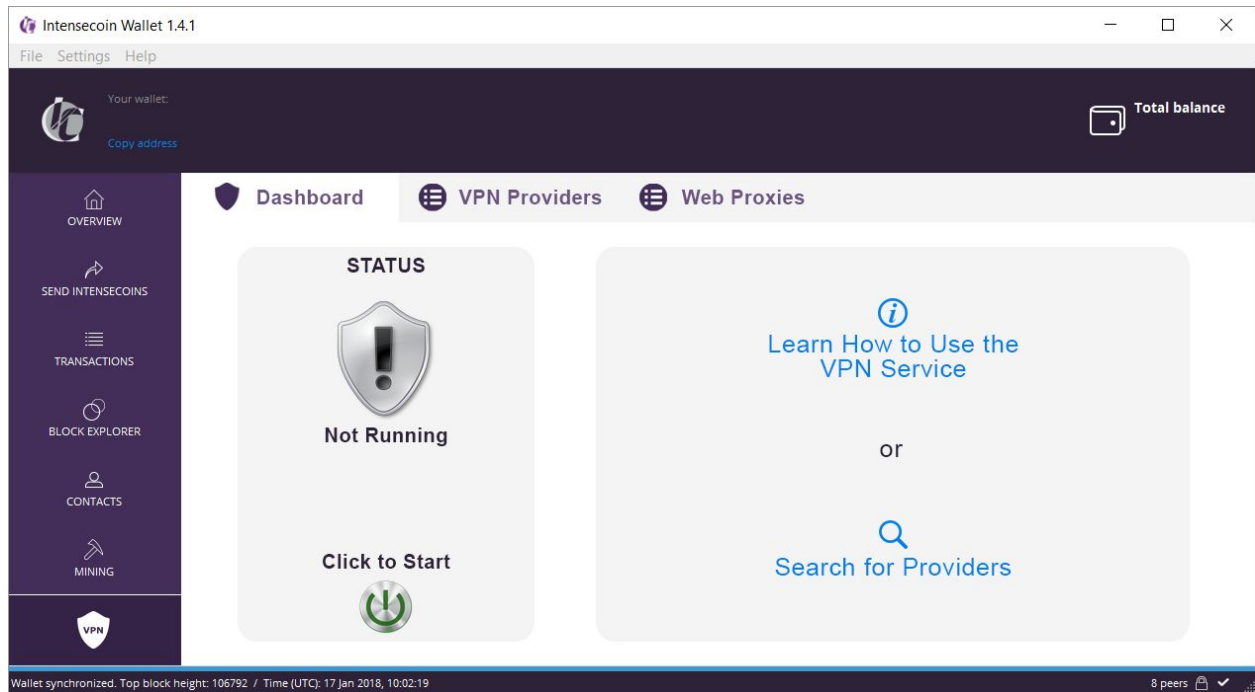 Intensecoin Wallet 1.4.1
File Settings Help
Your wallet:
Copy address
Total balance
OVERVIEW
SEND INTENSECOINS
TRANSACTIONS
BLOCK EXPLORER
CONTACTS
MINING
VPN
Dashboard VPN Providers Web Proxies
STATUS
Not Running
Click to Start
Learn How to Use the
VPN Service
or
Search for Providers
Wallet synchronized. Top block height: 106792 / Time (UTC): 17 Jan 2018, 10:02:19 8 peers